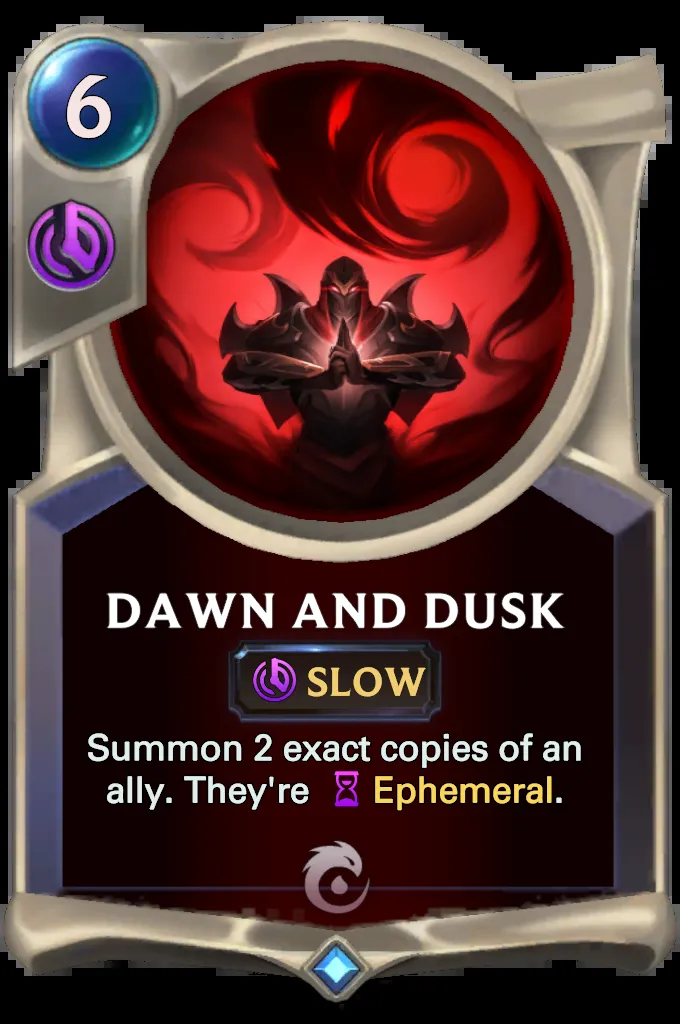 6
DAWN AND DUSK
SLOW
Summon 2 exact copies of an
ally. They're Ephemeral.